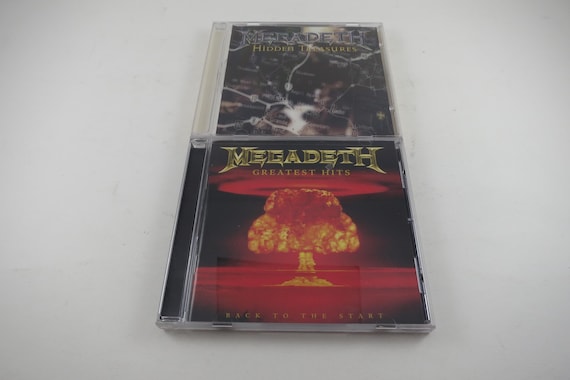 MEGADETH
HIDDEN TREASURES
MEGADETH
GREATEST HITS
BACK TO THE START